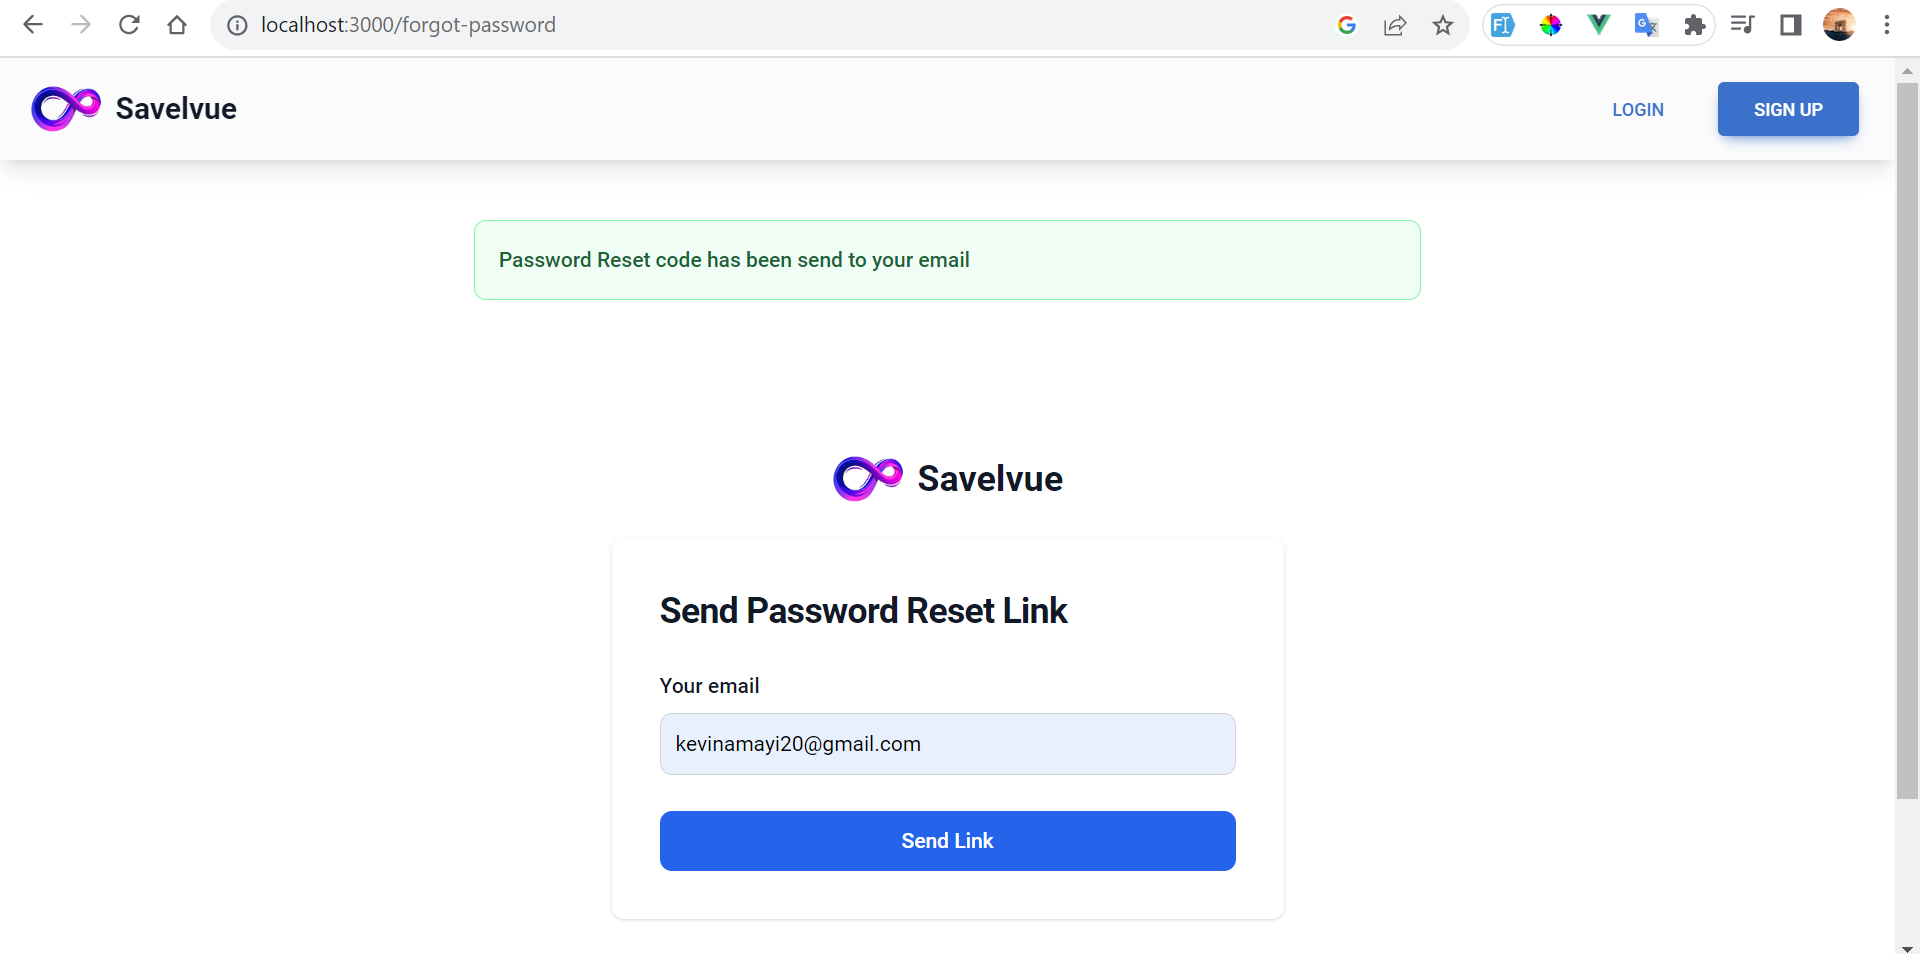 localhost:3000/forgot-password
Savelvue
LOGIN
SIGN UP
Password Reset code has been send to your email
Savelvue
Send Password Reset Link
Your email
kevinamayi20@gmail.com
Send Link